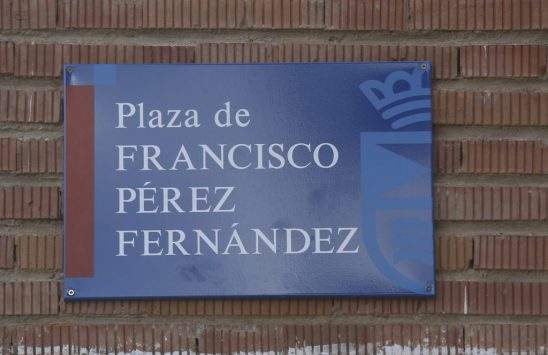 Plaza de
FRANCISCO
PÉREZ
FERNÁNDEZ